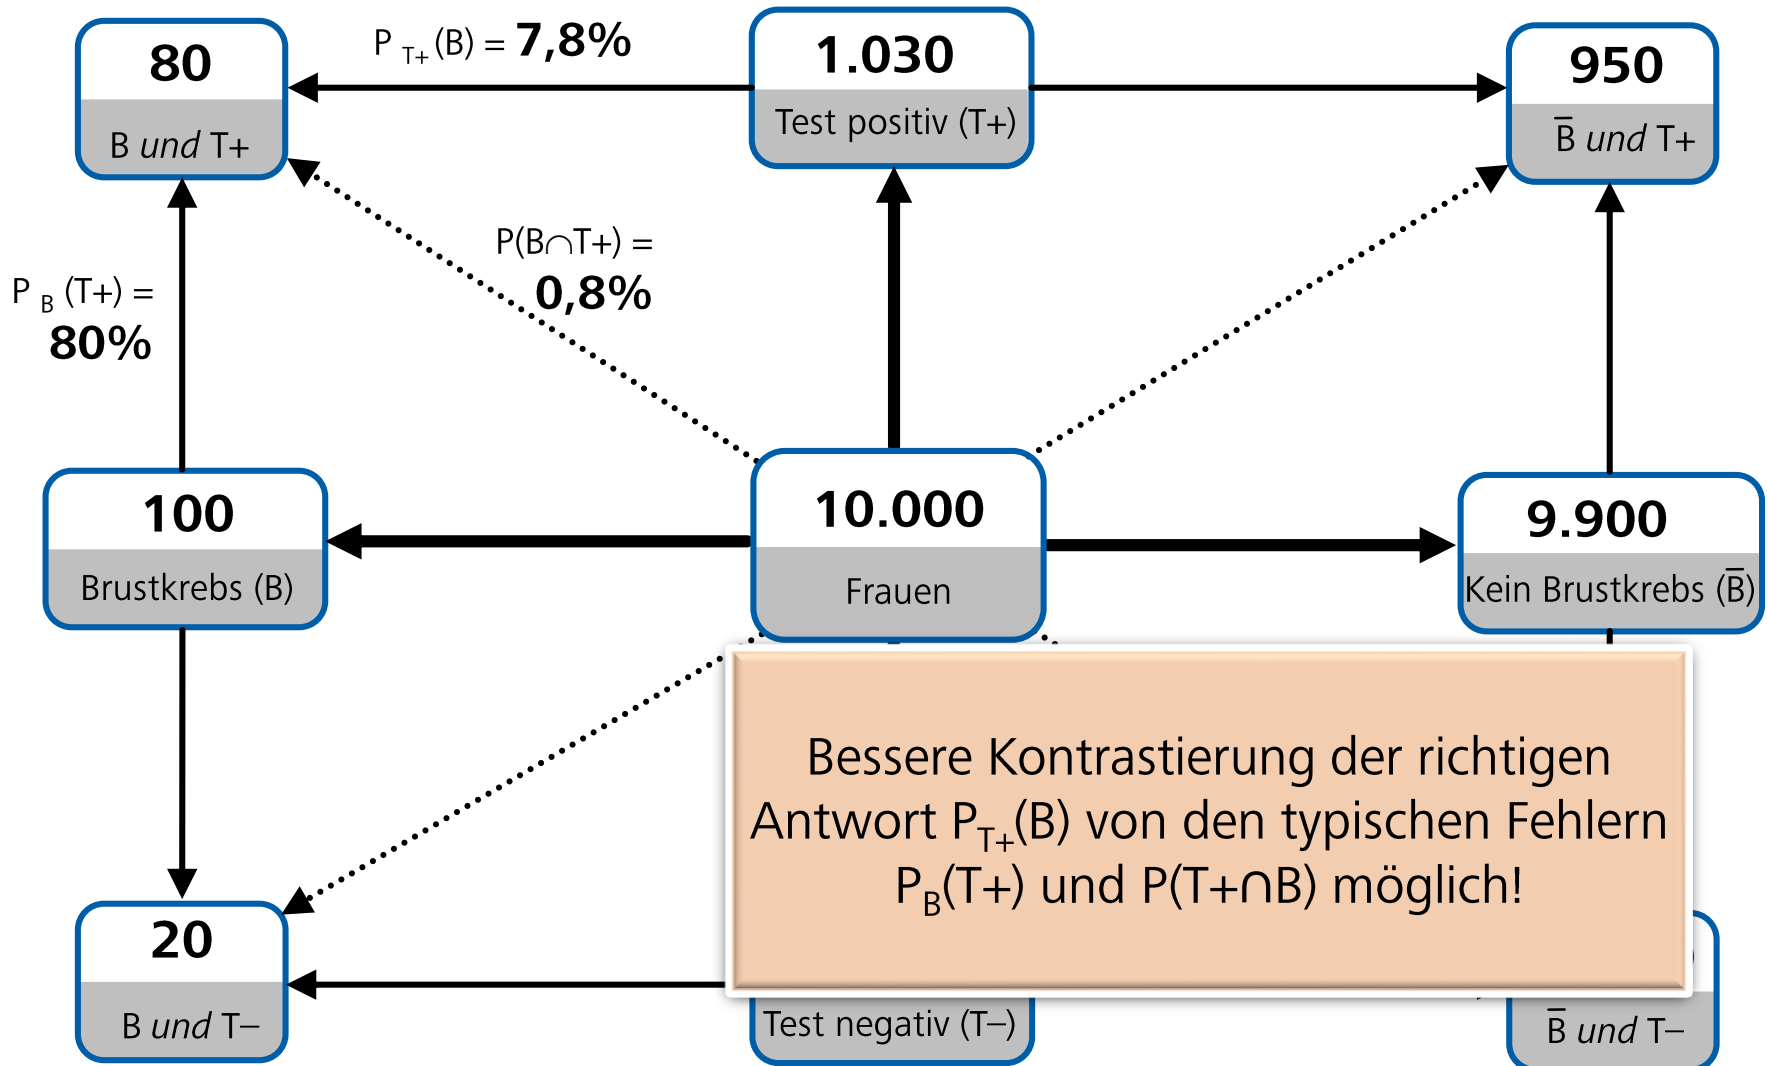 80
B und T+
P T+ (B) = 7,8%
1.030
Test positiv (T+)
950
B̅ und T+
P(B∩T+) =
0,8%
P B (T+) =
80%
100
Brustkrebs (B)
10.000
Frauen
9.900
Kein Brustkrebs (B̅)
Bessere Kontrastierung der richtigen
Antwort P T+ (B) von den typischen Fehlern
P B (T+) und P(T+∩B) möglich!
20
B und T–
Test negativ (T–)
B̅ und T–